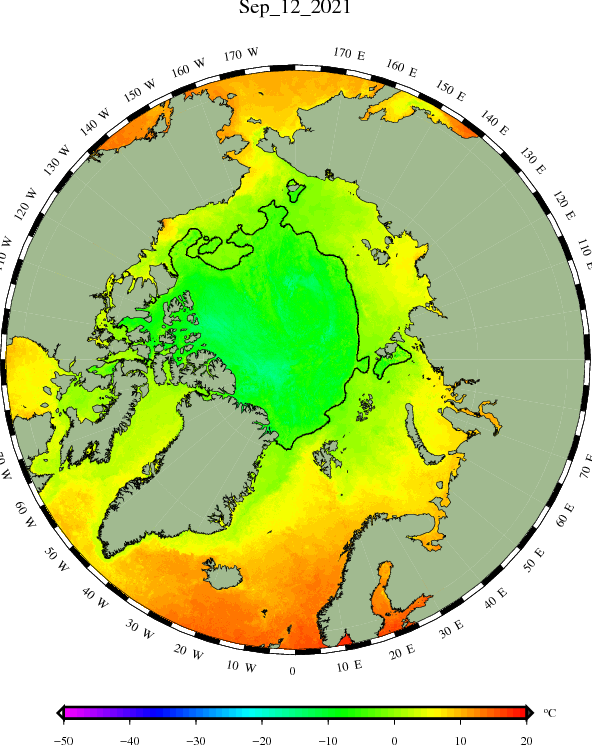 Sep_12_2021
170 W
170 E
160 W
160 E
150 W
150 E
140 W
140 E
130 W
130 E
120 W
120 E
W
110 E
W
70 E
60 W
60 E
50 W
50 E
40 W
40 E
30 W
30 E
20 W
20 E
10 W
10 E
0
°C
−50 −40 −30 −20 −10 0 10 20